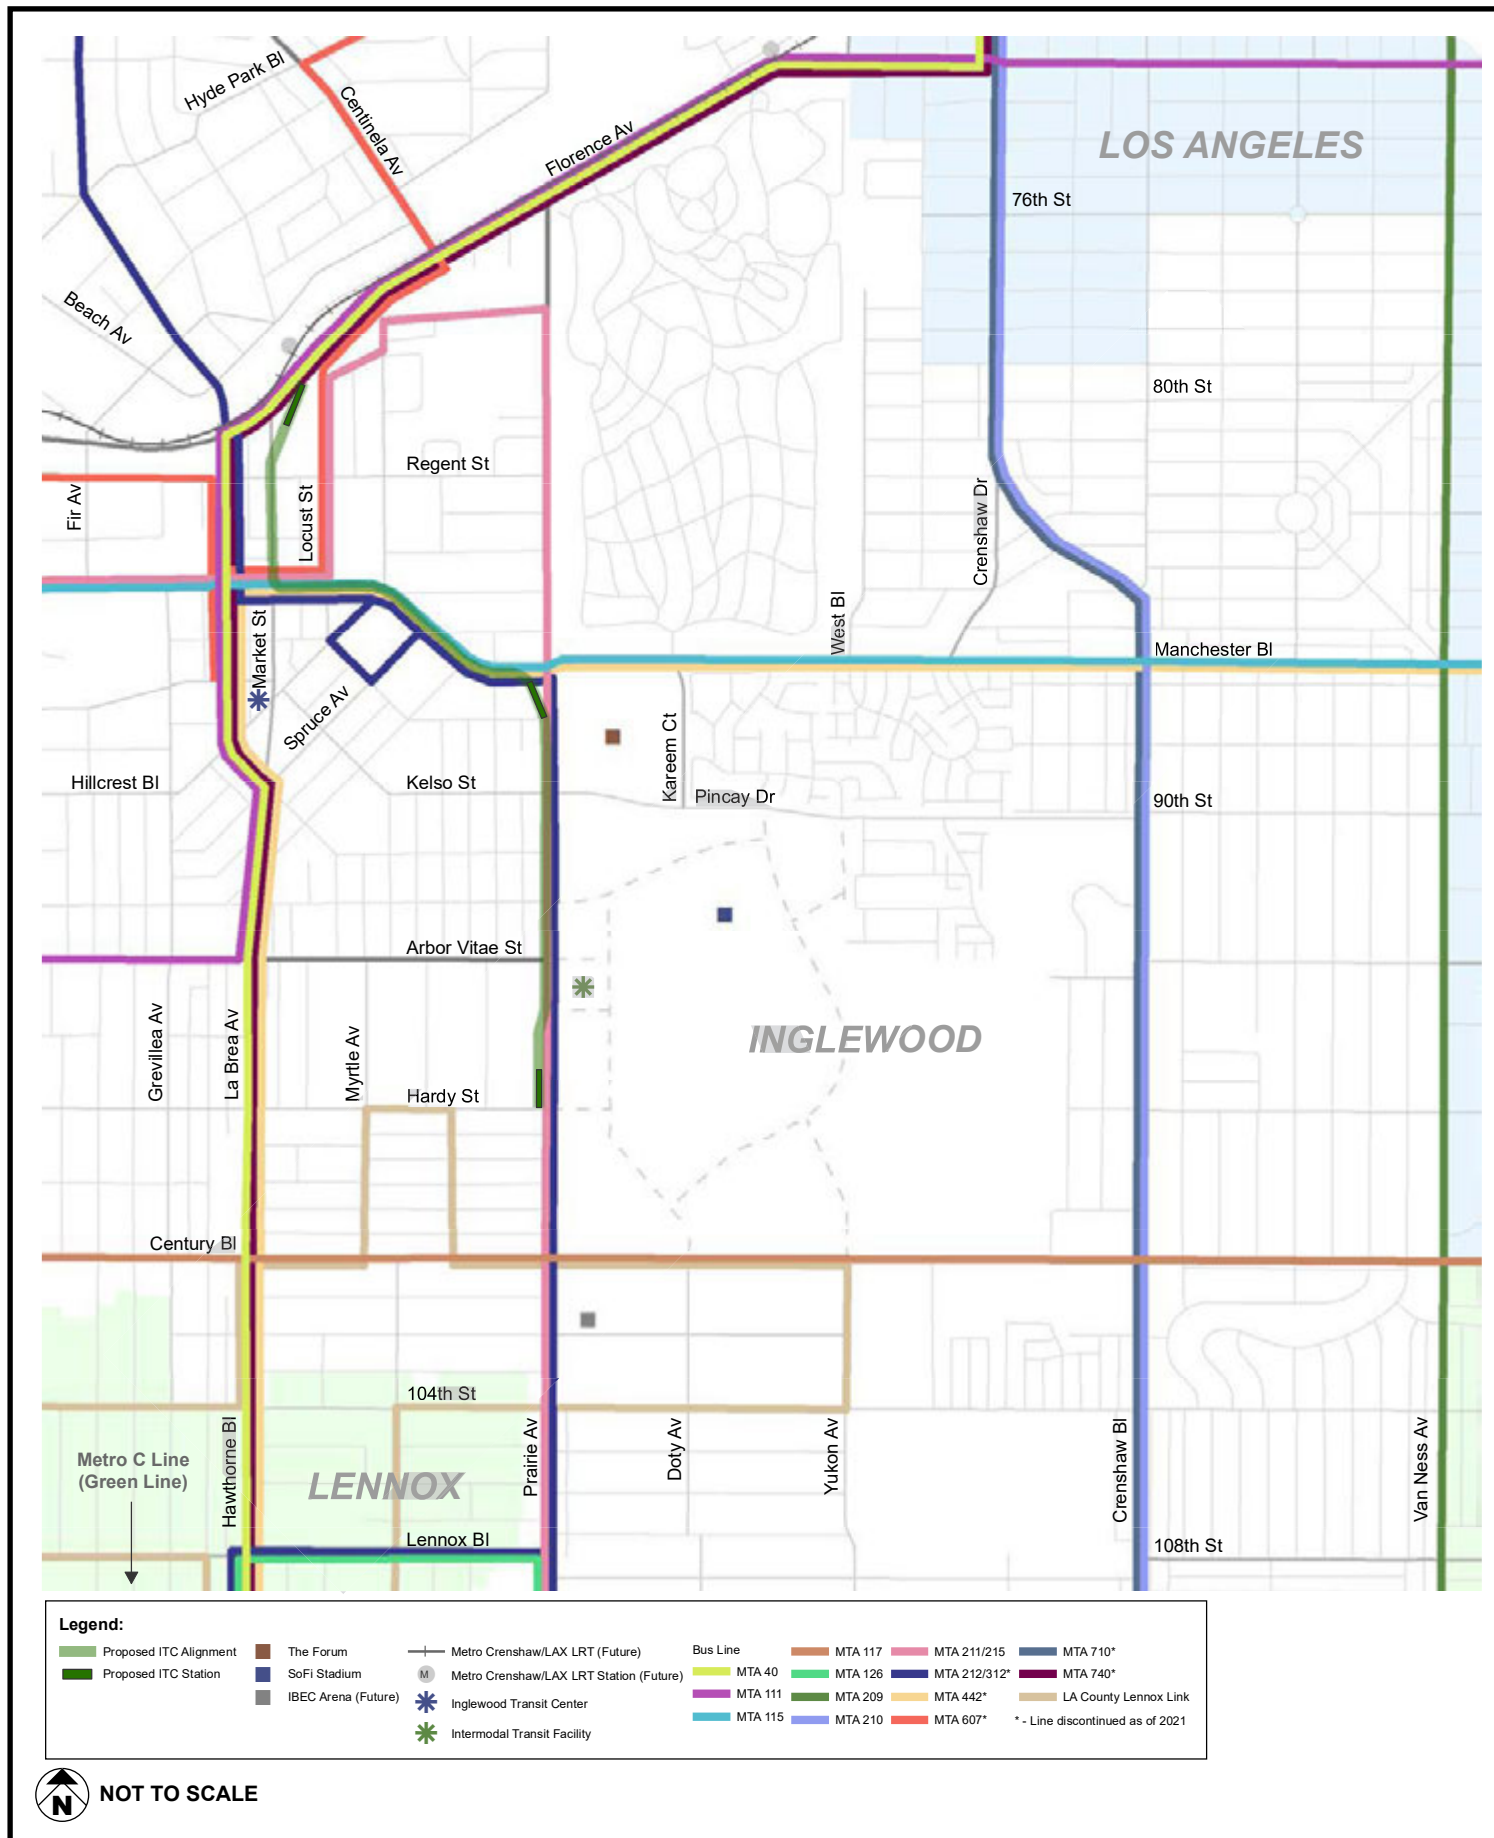 Hyde Park Bl
Centinela Av
Florence Av
LOS ANGELES
76th St
Beach Av
80th St
Regent St
Fir Av
Locust St
Crenshaw Dr
West Bl
Market St
Manchester Bl
Spruce Av
Kareem Ct
Hillcrest Bl
Kelso St
Pincay Dr
90th St
Arbor Vitae St
Grevillea Av
La Brea Av
Myrtle Av
INGLEWOOD
Hardy St
Century Bl
104th St
Hawthorne Bl
Prairie Av
Doty Av
Yukon Av
Crenshaw Bl
Van Ness Av
Metro C Line
(Green Line)
LENNOX
Lennox Bl
108th St
Legend:
Proposed ITC Alignment
Proposed ITC Station
The Forum
SoFi Stadium
IBEC Arena (Future)
Metro Crenshaw/LAX LRT (Future)
M Metro Crenshaw/LAX LRT Station (Future)
Inglewood Transit Center
Intermodal Transit Facility
Bus Line
MTA 40
MTA 111
MTA 115
MTA 117
MTA 126
MTA 209
MTA 210
MTA 211/215
MTA 212/312*
MTA 442*
MTA 607*
MTA 710*
MTA 740*
LA County Lennox Link
* - Line discontinued as of 2021
N
NOT TO SCALE